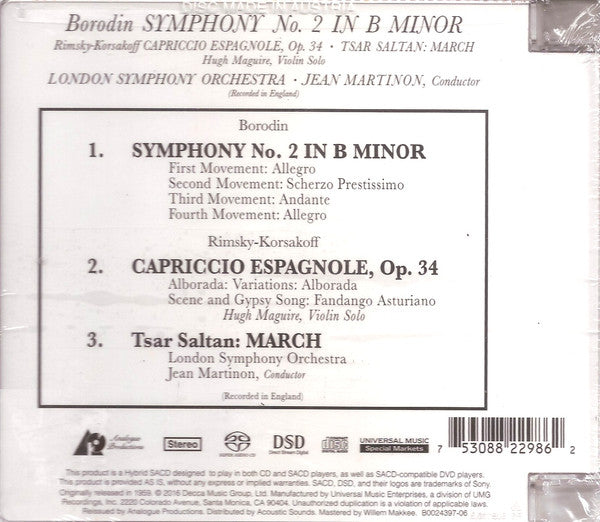 DISC MADE IN AUSTRIA
Borodin SYMPHONY No. 2 IN B MINOR
Rimsky-Korsakoff CAPRICCIO ESPAGNOLE, Op. 34 · TSAR SALTAN: MARCH
Hugh Maguire, Violin Solo
LONDON SYMPHONY ORCHESTRA · JEAN MARTINON, Conductor
(Recorded in England)
Borodin
1. SYMPHONY No. 2 IN B MINOR
First Movement: Allegro
Second Movement: Scherzo Prestissimo
Third Movement: Andante
Fourth Movement: Allegro
Rimsky-Korsakoff
2. CAPRICCIO ESPAGNOLE, Op. 34
Alborada: Variations: Alborada
Scene and Gypsy Song: Fandango Asturiano
Hugh Maguire, Violin Solo
3. Tsar Saltan: MARCH
London Symphony Orchestra
Jean Martinon, Conductor
(Recorded in England)
Analogue Productions Stereo SUPER AUDIO CD DSD Direct Stream Digital UNIVERSAL MUSIC Special Markets
7 53088 22986 2
This product is a Hybrid SACD designed to play in both CD and SACD players, as well as SACD-compatible DVD players.
This product is provided AS IS, without any express or implied warranties. SACD, DSD, and their logos are trademarks of Sony.
Originally released in 1959. © 2016 Decca Music Group, Ltd. Manufactured by Universal Music Enterprises, a division of UMG
Recordings, Inc. 2220 Colorado Avenue, Santa Monica, CA 90404. Unauthorized duplication is a violation of applicable laws.
Reissued by Analogue Productions. Distributed by Acoustic Sounds. Mastered by Willem Makkee. B0024397-06